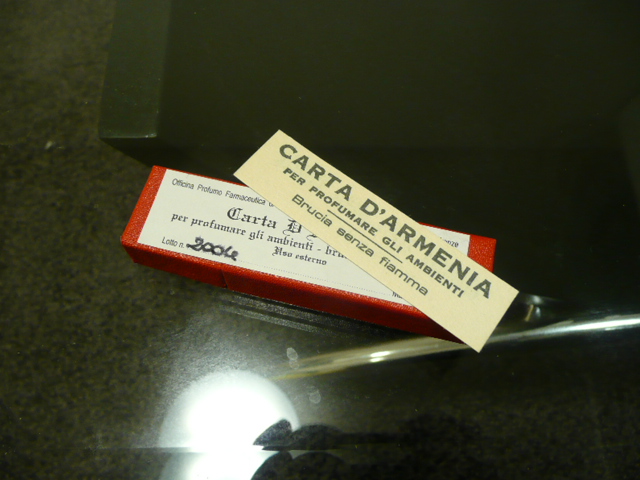 Officina Profumo Farmaceutica
Carta D'
per profumare gli ambienti -
Uso esterno
Lotto n. 2004
CARTA D'ARMENIA
PER PROFUMARE GLI AMBIENTI
Brucia senza fiamma